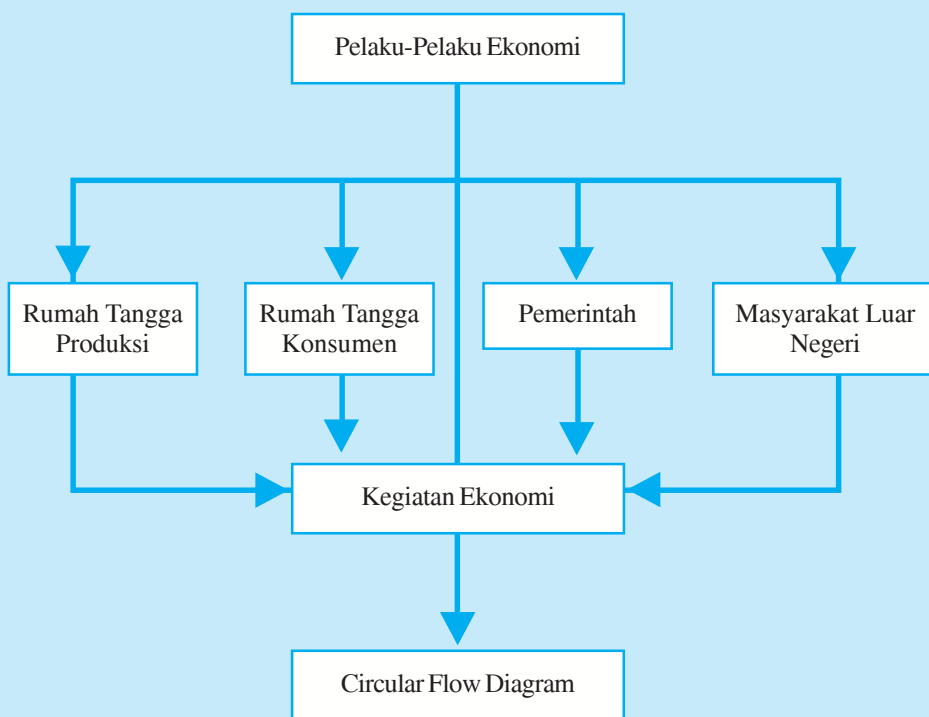 Pelaku-Pelaku Ekonomi
Rumah Tangga
Produksi
Rumah Tangga
Konsumen
Pemerintah
Masyarakat Luar
Negeri
Kegiatan Ekonomi
Circular Flow Diagram